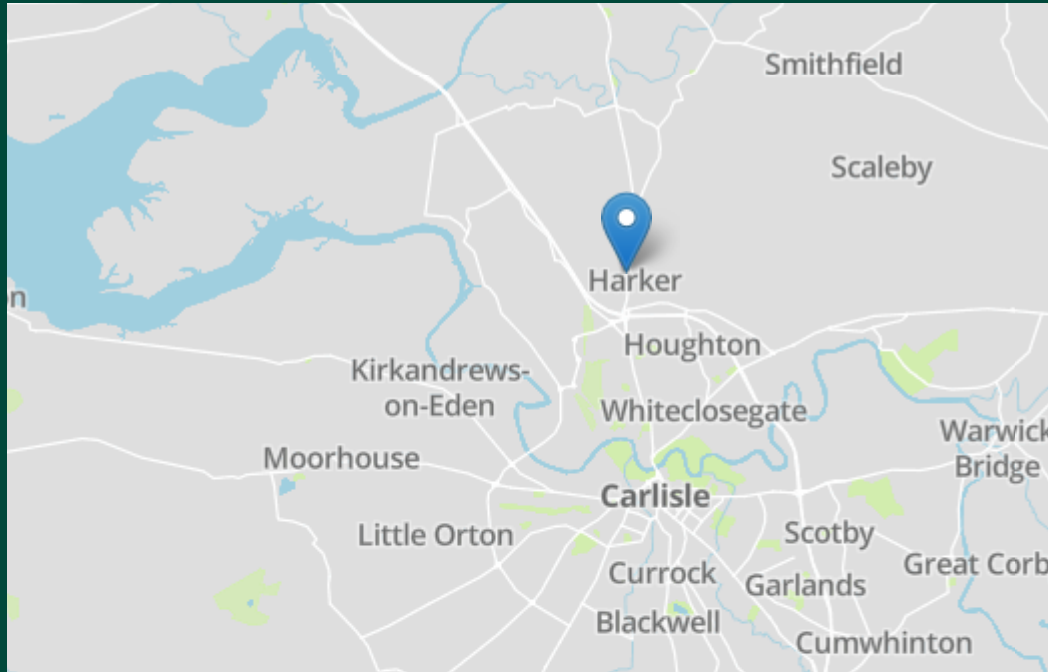 Smithfield
Scaleby
Harker
on
Houghton
Kirkandrews-
on-Eden
Whiteclosegate
Warwick
Bridge
Moorhouse
Carlisle
Little Orton
Scotby
Great Corb
Currock
Garlands
Blackwell
Cumwhinton